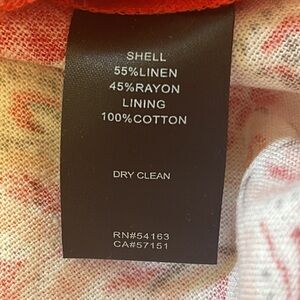 SHELL
55%LINEN
45%RAYON
LINING
100%COTTON
DRY CLEAN
RN#54163
CA#57151